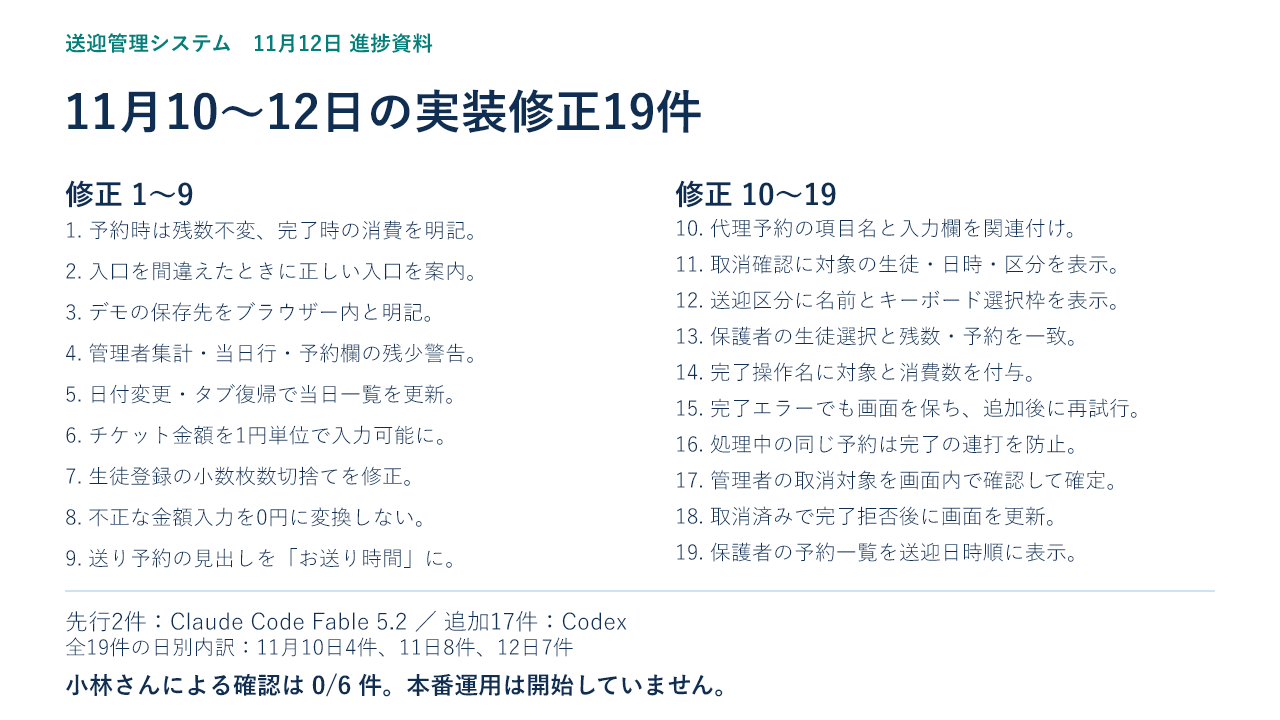 送迎管理システム　11月12日 進捗資料
11月10〜12日の実装修正19件
修正 1〜9
1. 予約時は残数不変、完了時の消費を明記。
2. 入口を間違えたときに正しい入口を案内。
3. デモの保存先をブラウザー内と明記。
4. 管理者集計・当日行・予約欄の残少警告。
5. 日付変更・タブ復帰で当日一覧を更新。
6. チケット金額を1円単位で入力可能に。
7. 生徒登録の小数枚数切捨てを修正。
8. 不正な金額入力を0円に変換しない。
9. 送り予約の見出しを「お送り時間」に。
修正 10〜19
10. 代理予約の項目名と入力欄を関連付け。
11. 取消確認に対象の生徒・日時・区分を表示。
12. 送迎区分に名前とキーボード選択枠を表示。
13. 保護者の生徒選択と残数・予約を一致。
14. 完了操作名に対象と消費数を付与。
15. 完了エラーでも画面を保ち、追加後に再試行。
16. 処理中の同じ予約は完了の連打を防止。
17. 管理者の取消対象を画面内で確認して確定。
18. 取消済みで完了拒否後に画面を更新。
19. 保護者の予約一覧を送迎日時順に表示。
先行2件：Claude Code Fable 5.2 ／ 追加17件：Codex
全19件の日別内訳：11月10日4件、11日8件、12日7件
小林さんによる確認は 0/6 件。本番運用は開始していません。